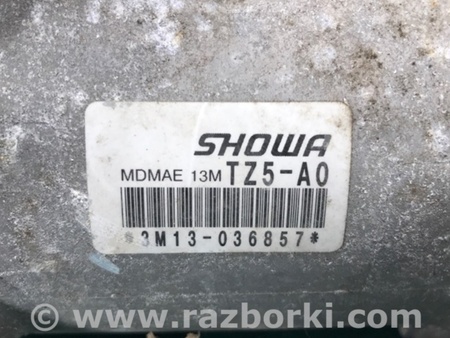 SHOWA
MDMAE 13M TZ5-A0
*3M13-036857*
© www.razborki.com